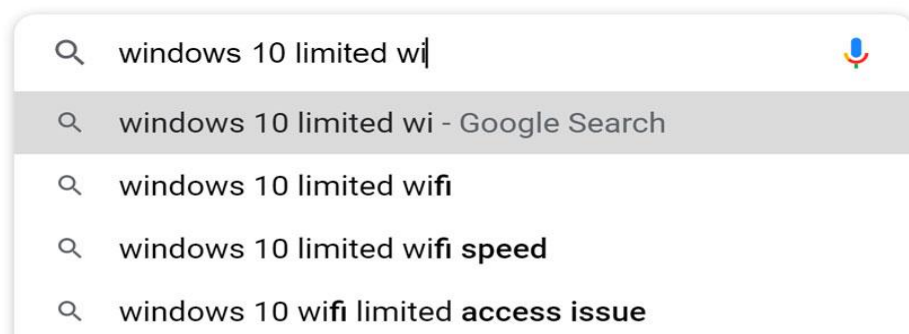 windows 10 limited wi
windows 10 limited wi - Google Search
windows 10 limited wifi
windows 10 limited wifi speed
windows 10 wifi limited access issue